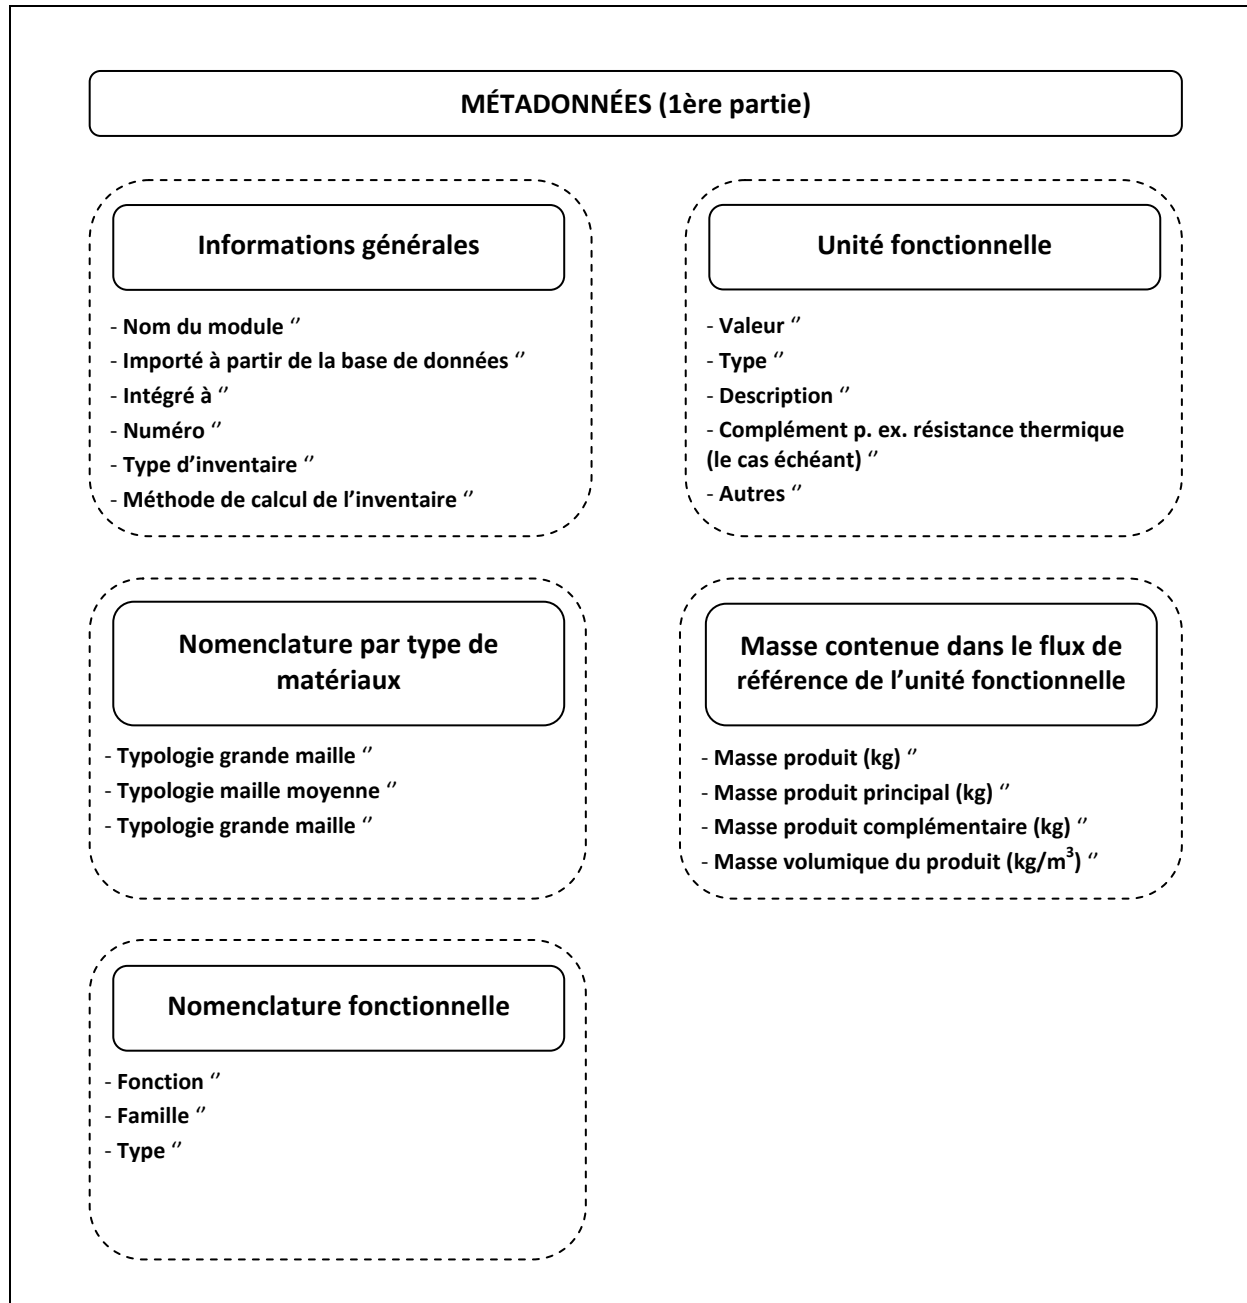 MÉTADONNÉES (1ère partie)
Informations générales
- Nom du module ‘’
- Importé à partir de la base de données ‘’
- Intégré à ‘’
- Numéro ‘’
- Type d’inventaire ‘’
- Méthode de calcul de l’inventaire ‘’
Unité fonctionnelle
- Valeur ‘’
- Type ‘’
- Description ‘’
- Complément p. ex. résistance thermique
(le cas échéant) ‘’
- Autres ‘’
Nomenclature par type de
matériaux
- Typologie grande maille ‘’
- Typologie maille moyenne ‘’
- Typologie grande maille ‘’
Masse contenue dans le flux de
référence de l’unité fonctionnelle
- Masse produit (kg) ‘’
- Masse produit principal (kg) ‘’
- Masse produit complémentaire (kg) ‘’
- Masse volumique du produit (kg/m³) ‘’
Nomenclature fonctionnelle
- Fonction ‘’
- Famille ‘’
- Type ‘’